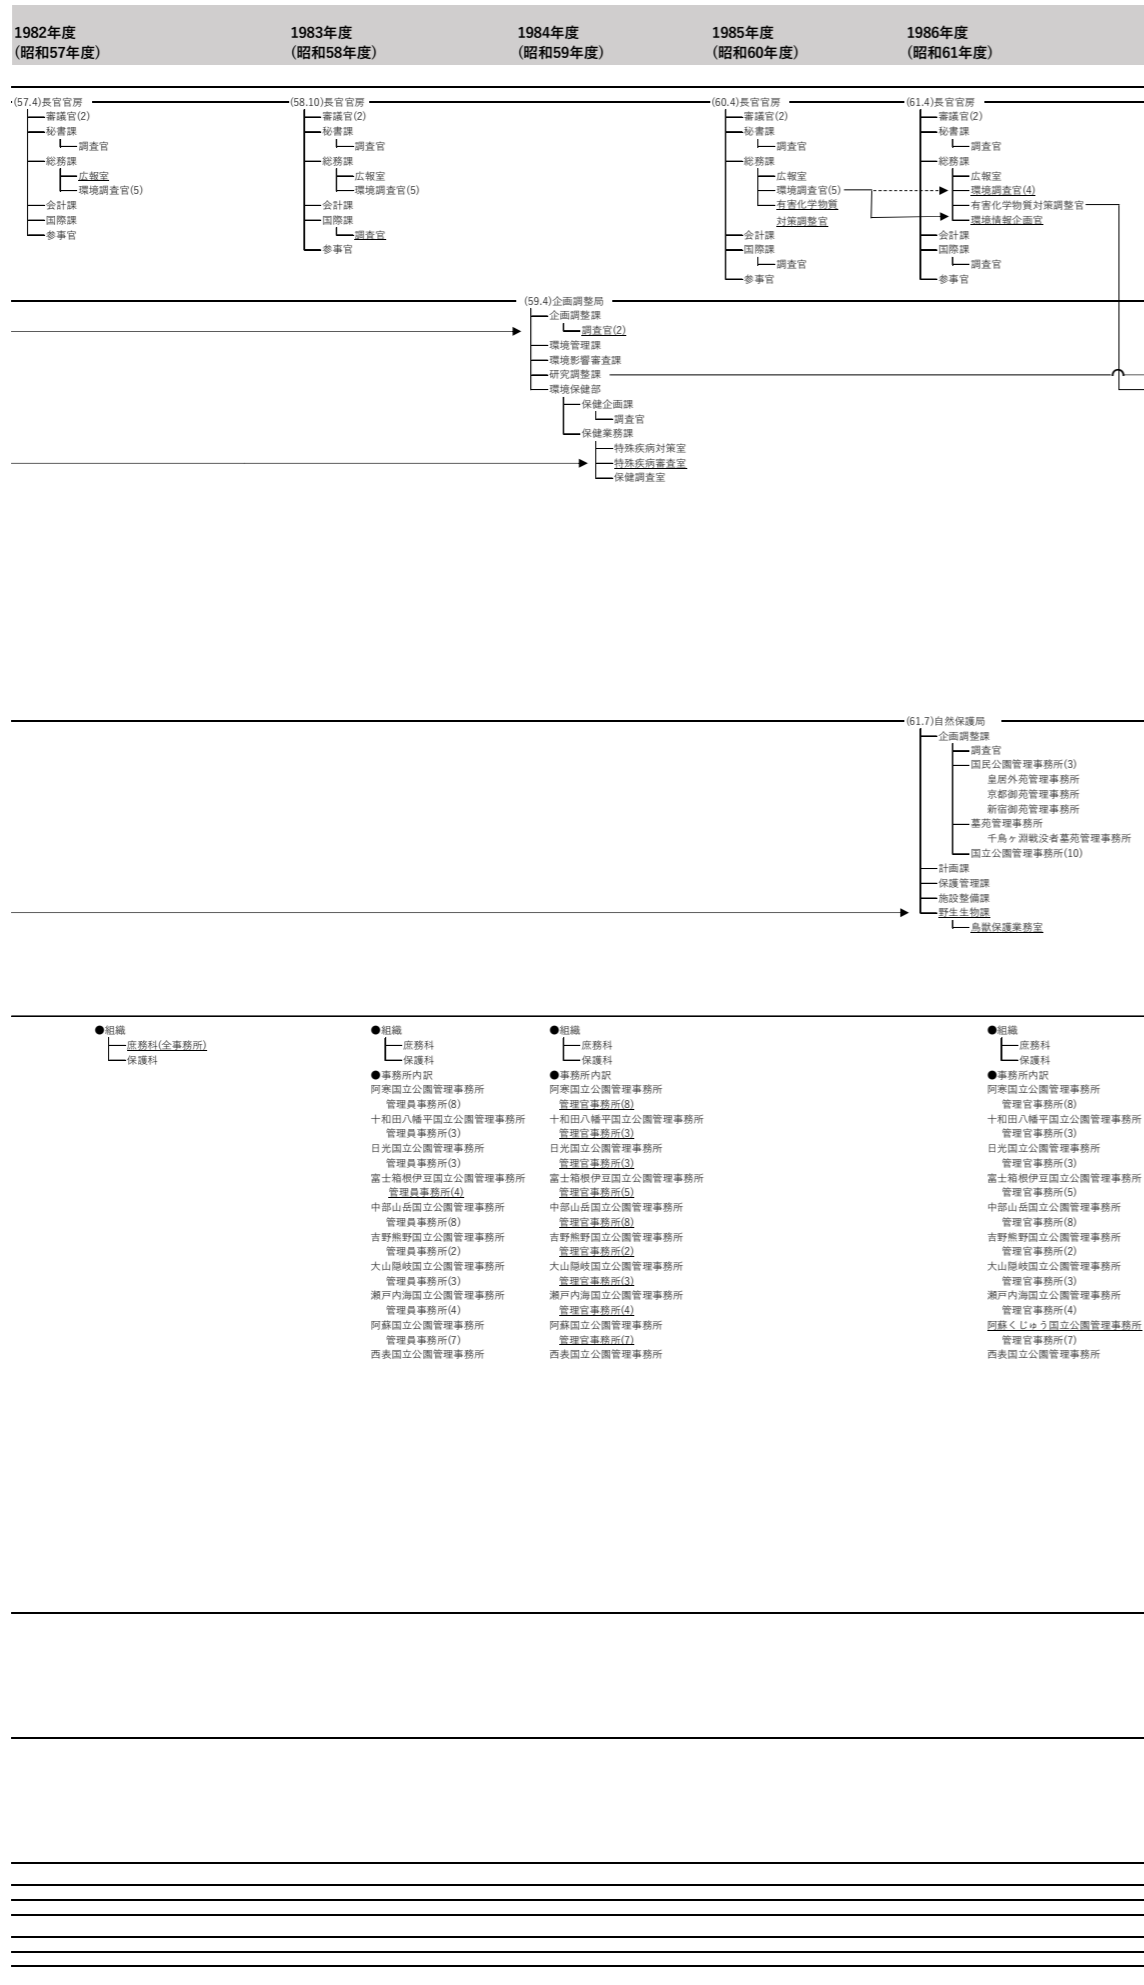 1982年度
(昭和57年度)
1983年度
(昭和58年度)
1984年度
(昭和59年度)
1985年度
(昭和60年度)
1986年度
(昭和61年度)
(57.4)長官官房
審議官(2)
秘書課
調査官
総務課
広報室
環境調査官(5)
会計課
国際課
参事官
(58.10)長官官房
審議官(2)
秘書課
調査官
総務課
広報室
環境調査官(5)
会計課
国際課
調査官
参事官
(60.4)長官官房
審議官(2)
秘書課
調査官
総務課
広報室
環境調査官(5)
有害化学物質
対策調整官
会計課
国際課
調査官
参事官
(61.4)長官官房
審議官(2)
秘書課
調査官
総務課
広報室
環境調査官(4)
有害化学物質対策調整官
環境情報企画官
会計課
国際課
調査官
参事官
(59.4)企画調整局
企画調整課
調査官(2)
環境管理課
環境影響審査課
研究調整課
環境保健部
保健企画課
調査官
保健業務課
特殊疾病対策室
特殊疾病審査室
保健調査室
(61.7)自然保護局
企画調整課
調査官
国民公園管理事務所(3)
皇居外苑管理事務所
京都御苑管理事務所
新宿御苑管理事務所
墓苑管理事務所
千鳥ヶ淵戦没者墓苑管理事務所
国立公園管理事務所(10)
計画課
保護管理課
施設整備課
野生生物課
鳥獣保護業務室
●組織
庶務科(全事務所)
保護科
●組織
庶務科
保護科
●事務所内訳
阿寒国立公園管理事務所
管理員事務所(8)
十和田八幡平国立公園管理事務所
管理員事務所(3)
日光国立公園管理事務所
管理員事務所(3)
富士箱根伊豆国立公園管理事務所
管理員事務所(4)
中部山岳国立公園管理事務所
管理員事務所(8)
吉野熊野国立公園管理事務所
管理員事務所(2)
大山隠岐国立公園管理事務所
管理員事務所(3)
瀬戸内海国立公園管理事務所
管理員事務所(4)
阿蘇国立公園管理事務所
管理員事務所(7)
西表国立公園管理事務所
●組織
庶務科
保護科
●事務所内訳
阿寒国立公園管理事務所
管理官事務所(8)
十和田八幡平国立公園管理事務所
管理官事務所(3)
日光国立公園管理事務所
管理官事務所(3)
富士箱根伊豆国立公園管理事務所
管理官事務所(5)
中部山岳国立公園管理事務所
管理官事務所(8)
吉野熊野国立公園管理事務所
管理官事務所(2)
大山隠岐国立公園管理事務所
管理官事務所(3)
瀬戸内海国立公園管理事務所
管理官事務所(4)
阿蘇国立公園管理事務所
管理官事務所(7)
西表国立公園管理事務所
●組織
庶務科
保護科
●事務所内訳
阿寒国立公園管理事務所
管理官事務所(8)
十和田八幡平国立公園管理事務所
管理官事務所(3)
日光国立公園管理事務所
管理官事務所(3)
富士箱根伊豆国立公園管理事務所
管理官事務所(5)
中部山岳国立公園管理事務所
管理官事務所(8)
吉野熊野国立公園管理事務所
管理官事務所(2)
大山隠岐国立公園管理事務所
管理官事務所(3)
瀬戸内海国立公園管理事務所
管理官事務所(4)
阿蘇くじゅう国立公園管理事務所
管理官事務所(7)
西表国立公園管理事務所